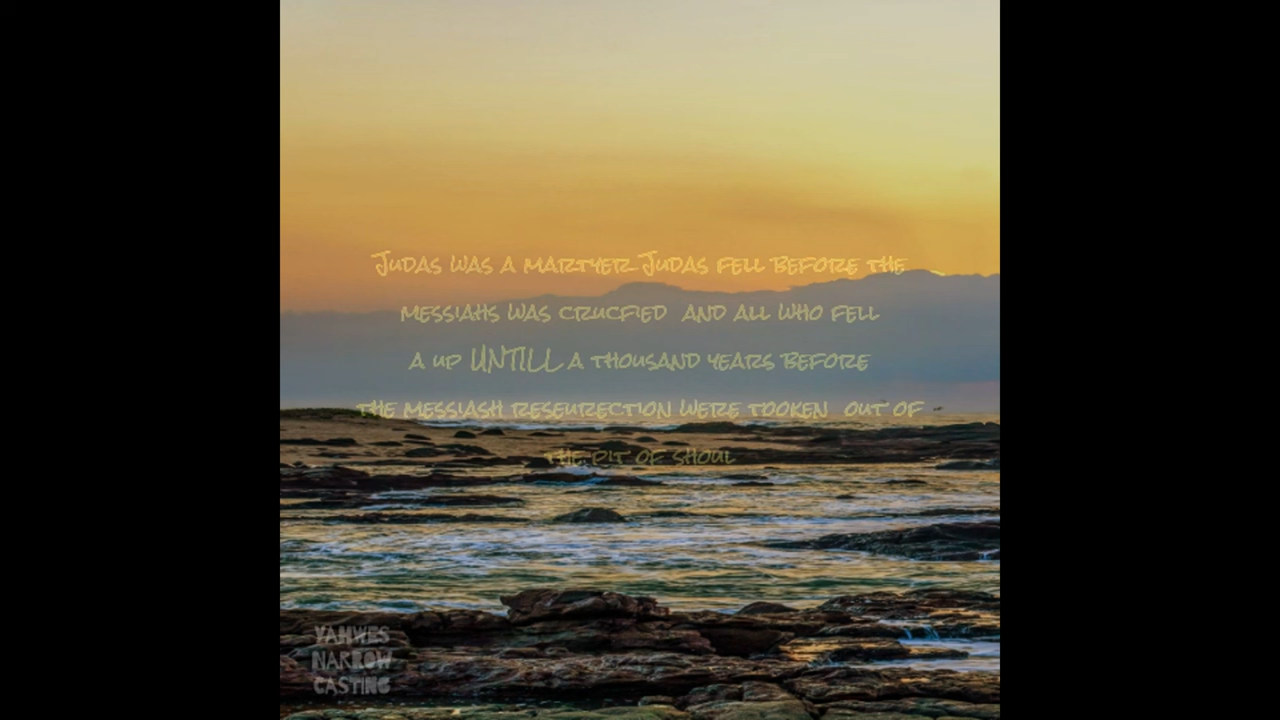 Judas was a martyer Judas fell before the
messiahs was crucfied and all who fell
a up UNTILL a thousand years before
the messiash reseurection were tooken out of
the pit of shoul
YAHWES
NARROW
CASTING